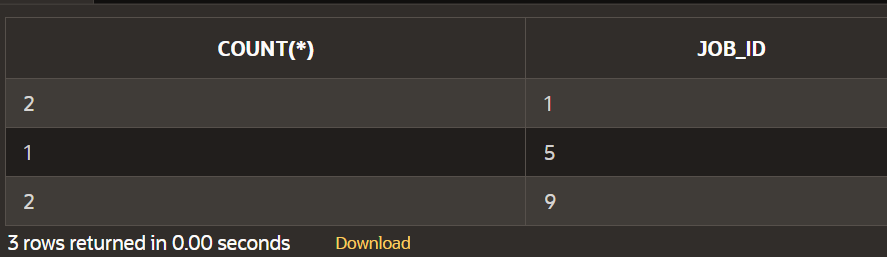 COUNT(*) JOB_ID
2 1
1 5
2 9
3 rows returned in 0.00 seconds Download